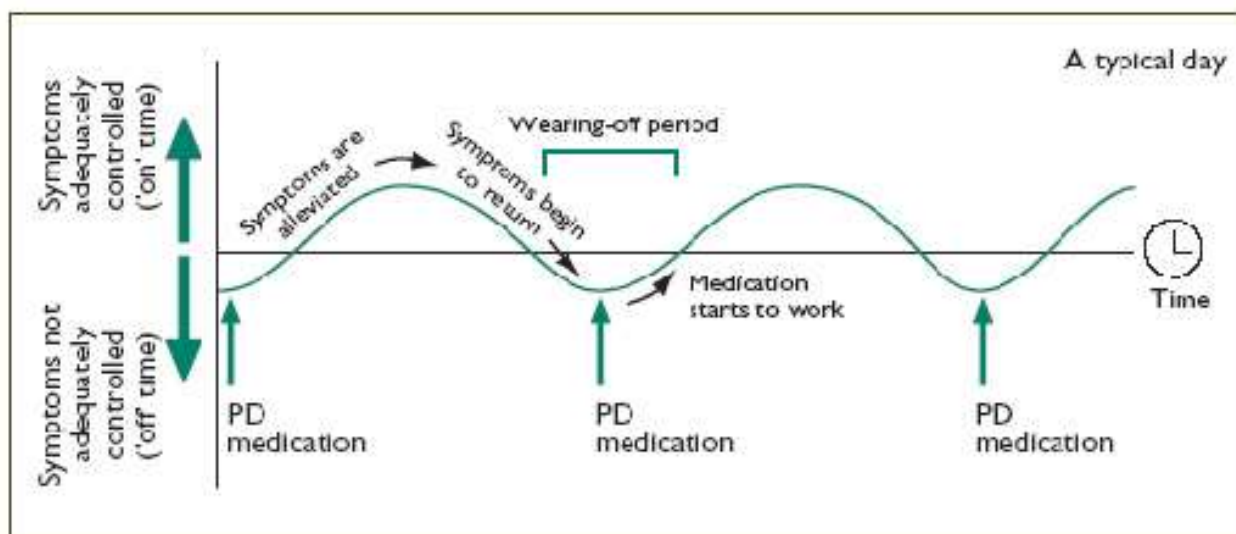 A typical day
Symptoms
adequately
controlled
('on' time)
Symptoms not
adequately
controlled
('off' time)
Symptoms are
alleviated
Symptoms begin
to return
Wearing-off period
Medication
starts to work
Time
PD
medication
PD
medication
PD
medication